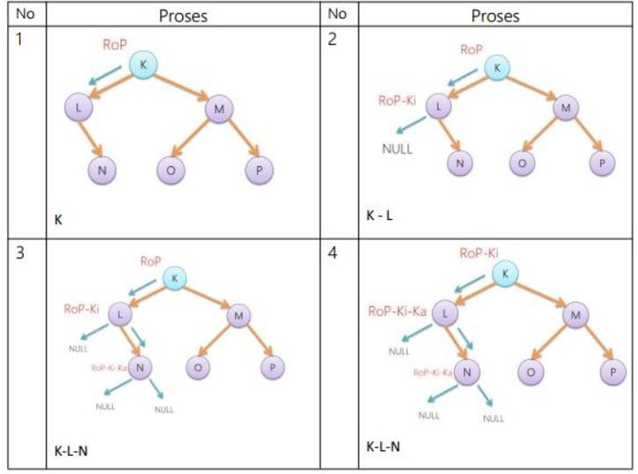 No Proses No Proses
1
RoP
K
L
M
N
O
P
K
2
RoP
K
RoP-Ki
L
M
NULL
N
O
P
K - L
3
RoP
K
RoP-Ki
L
M
NULL
RoP-Ki-Ka
N
O
P
NULL
NULL
K-L-N
4
RoP-Ki
K
RoP-Ki-Ka
L
M
NULL
RoP-Ki-Ka
N
O
P
NULL
NULL
K-L-N